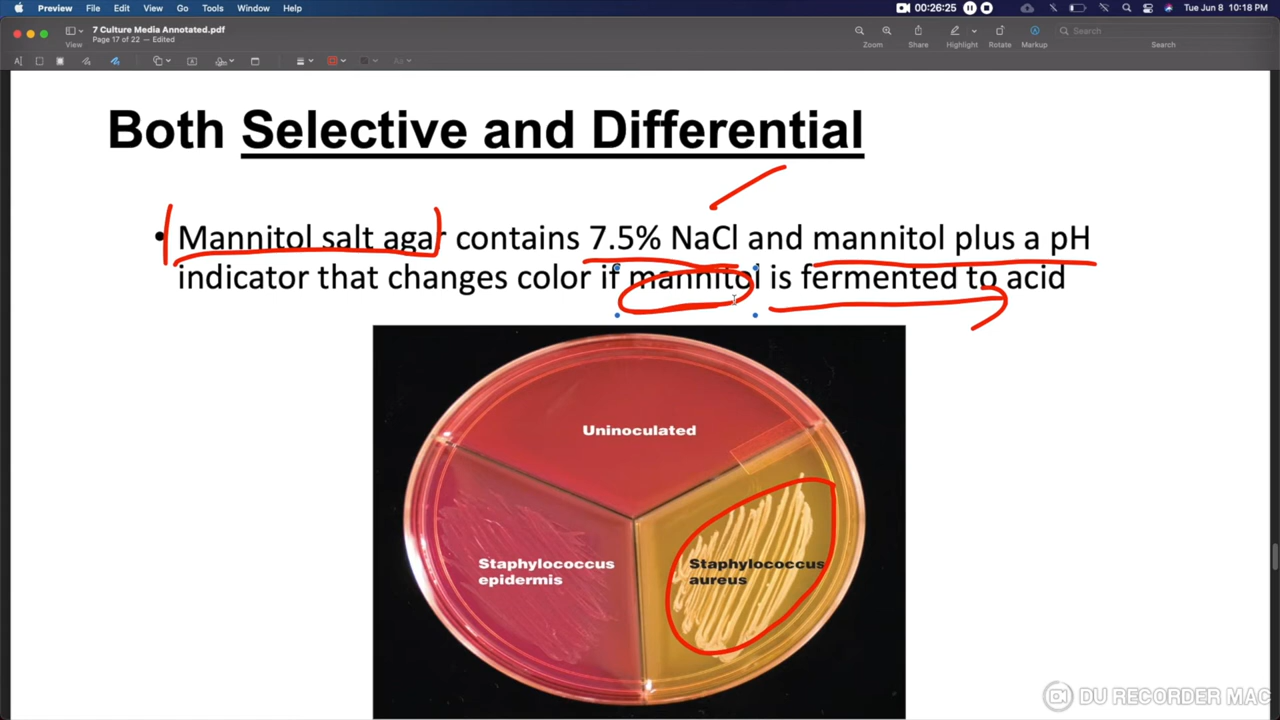 Preview File Edit View Go Tools Window Help 00:26:25 Tue Jun 8 10:18 PM
7 Culture Media Annotated.pdf
Page 17 of 22 — Edited
Search
View Zoom Share Highlight Rotate Markup Search
Both Selective and Differential
• Mannitol salt agar contains 7.5% NaCl and mannitol plus a pH
indicator that changes color if mannitol is fermented to acid
Uninoculated
Staphylococcus
epidermis
Staphylococcus
aureus
DU RECORDER MAC